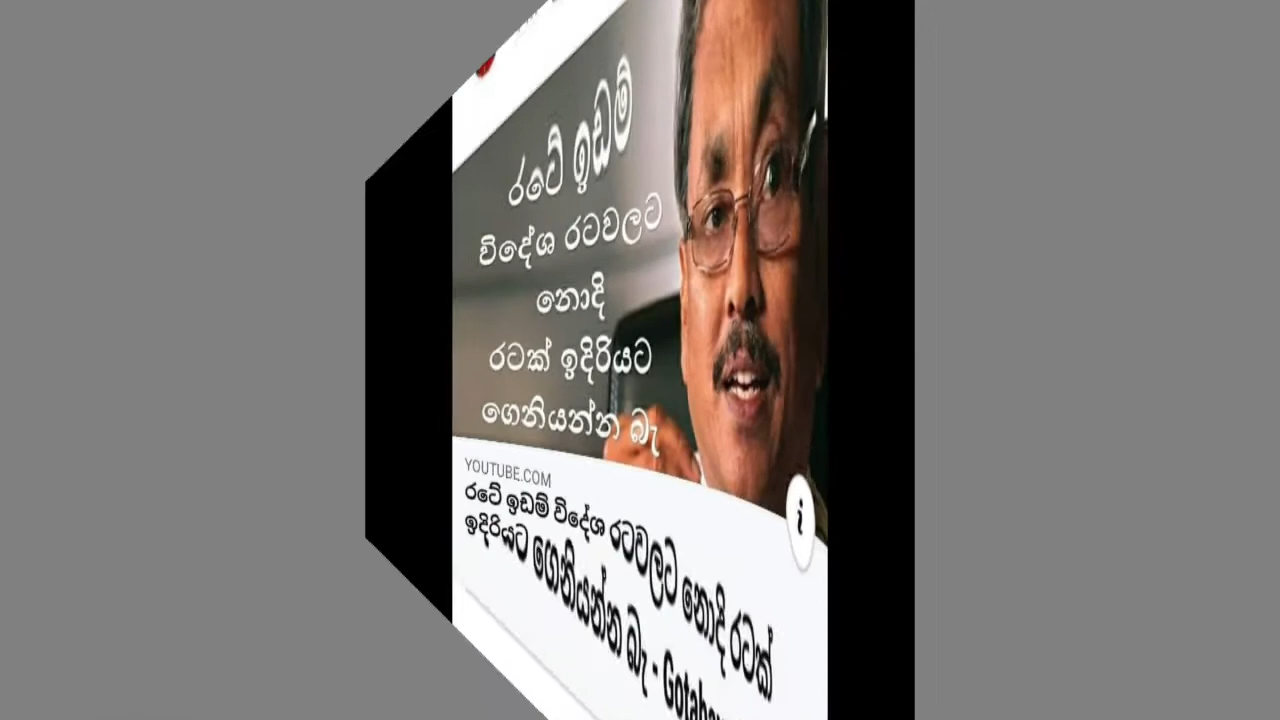 රටේ ඉඩම්
විදේශ රටවලට
නොදි
රටක් ඉදිරියට
ගෙනියන්න බැ
YOUTUBE.COM
රටේ ඉඩම් විදේශ රටවලට නොදි රටක්
ඉදිරියට ගෙනියන්න බැ -